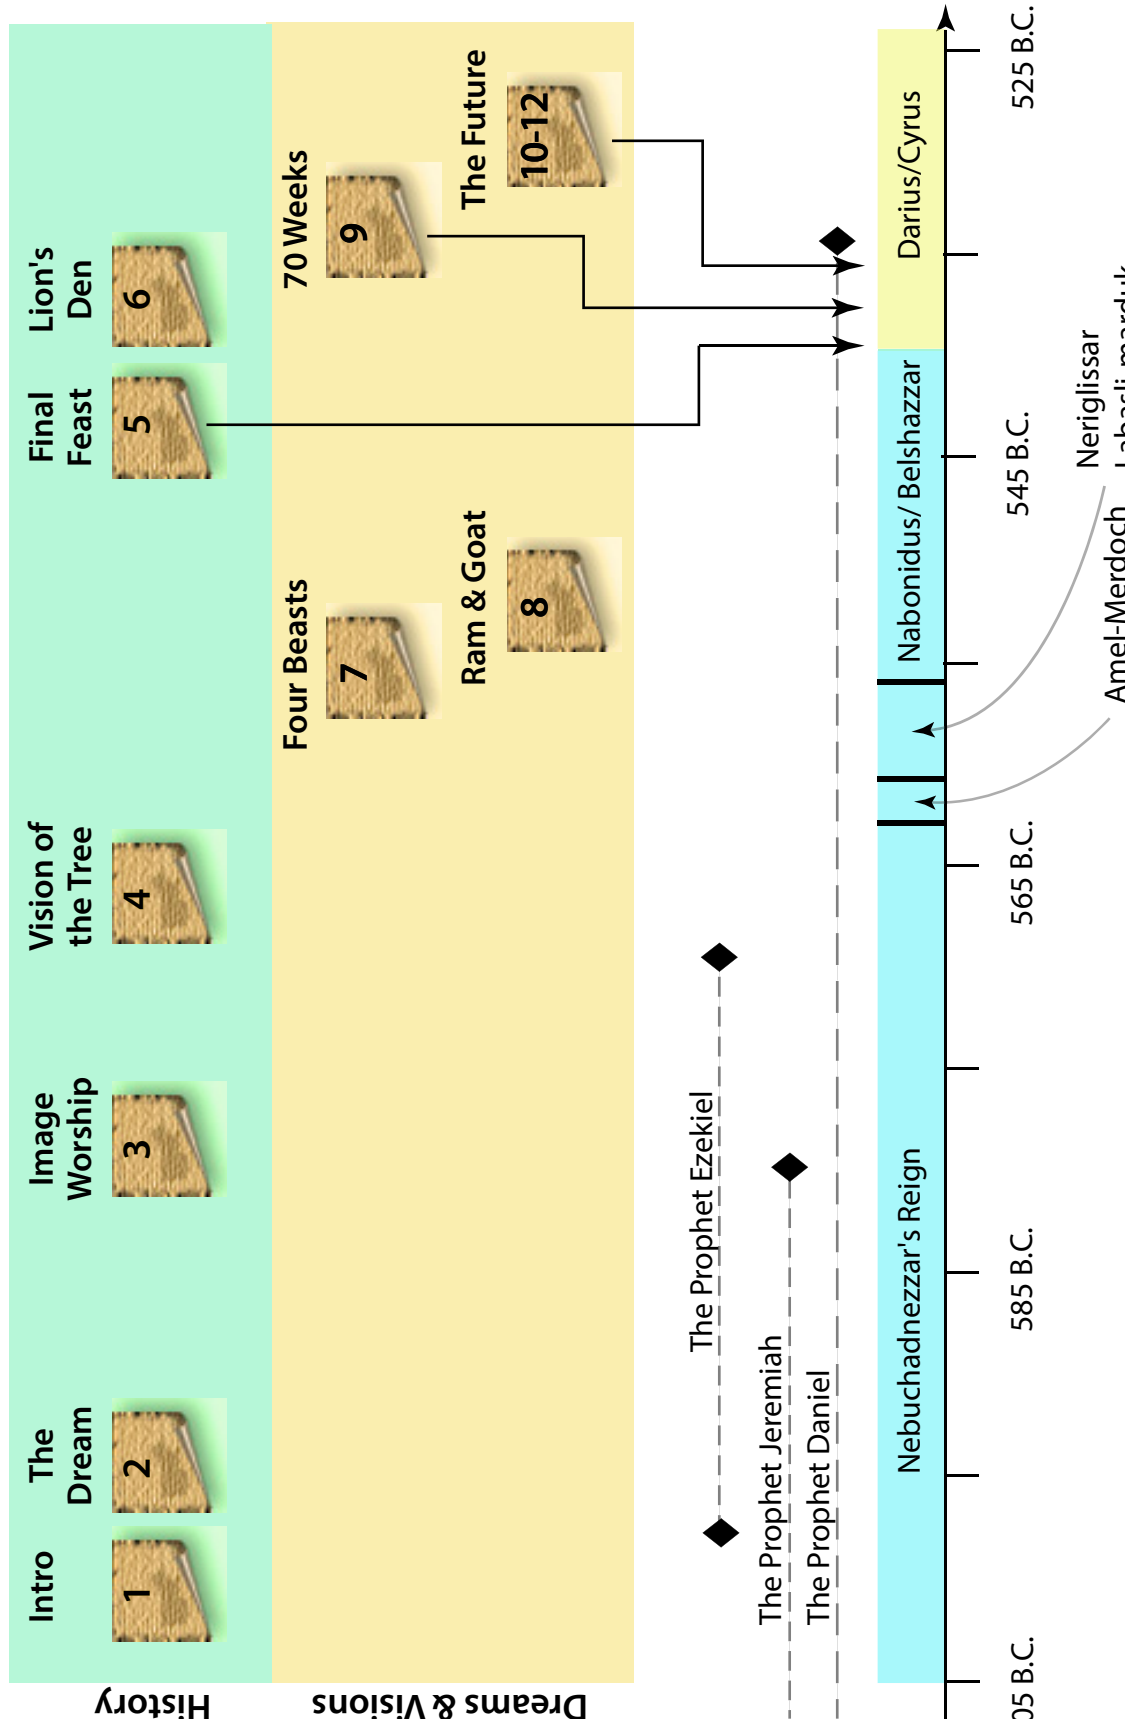 History
Intro
1
The
Dream
2
Image
Worship
3
Vision of
the Tree
4
Final
Feast
5
Lion's
Den
6
Dreams & Visions
Four Beasts
7
Ram & Goat
8
70 Weeks
9
The Future
10-12
The Prophet Ezekiel
The Prophet Jeremiah
The Prophet Daniel
Nebuchadnezzar's Reign
Nabonidus/ Belshazzar
Darius/Cyrus
05 B.C.
585 B.C.
565 B.C.
545 B.C.
525 B.C.
Neriglissar
Labasli-marduk
Amel-Merdoch